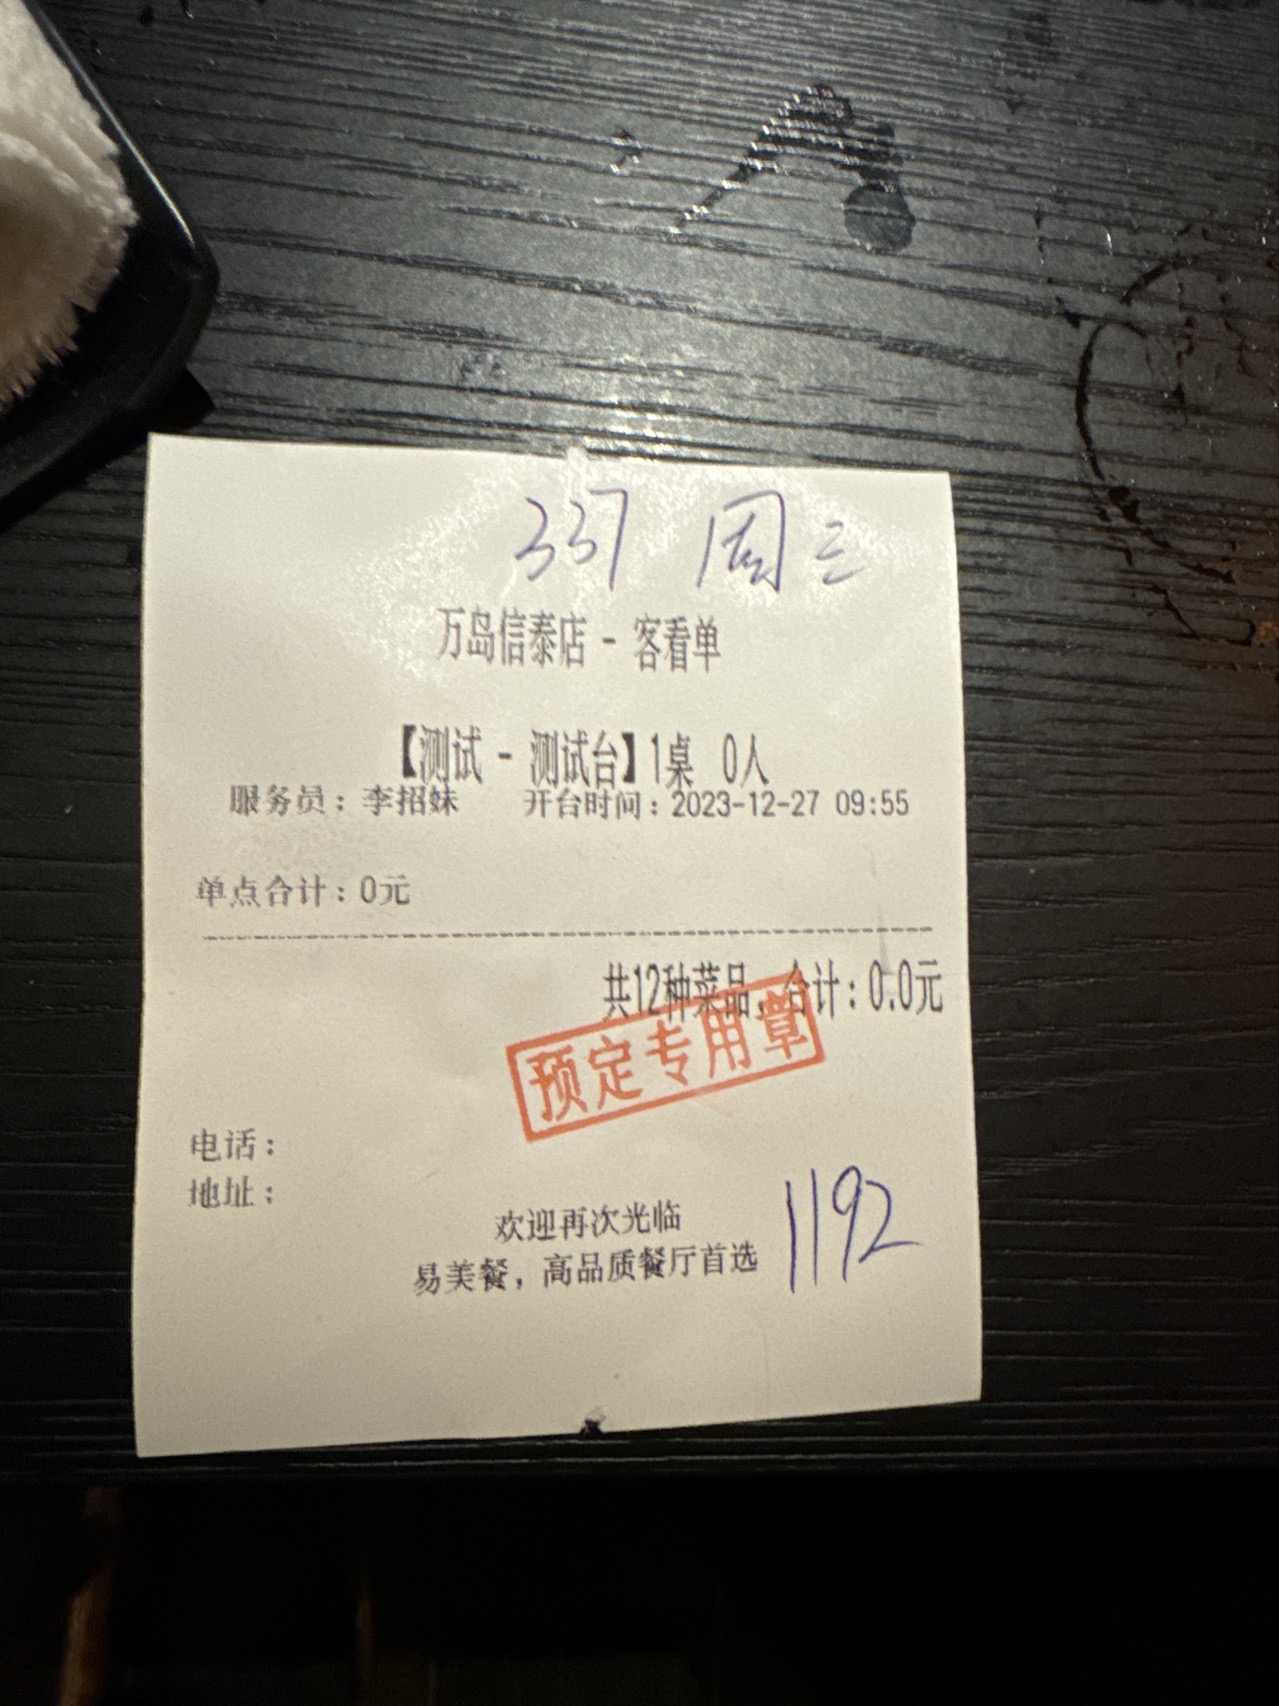 337 周三
万岛信泰店 - 客看单
【测试 - 测试台】1桌 0人
服务员：李招妹 开台时间：2023-12-27 09:55
单点合计：0元
共12种菜品，合计：0.0元
预定专用章
电话：
地址：
欢迎再次光临
易美餐，高品质餐厅首选
1192